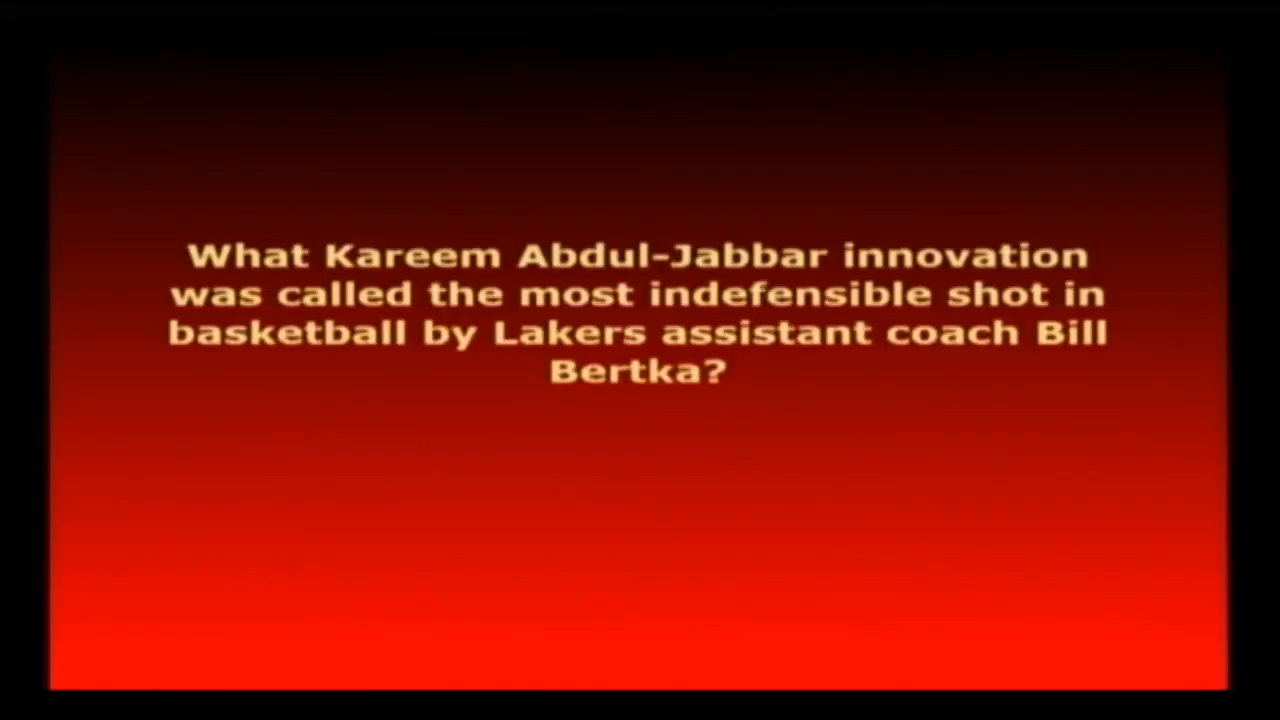 What Kareem Abdul-Jabbar innovation
was called the most indefensible shot in
basketball by Lakers assistant coach Bill
Bertka?